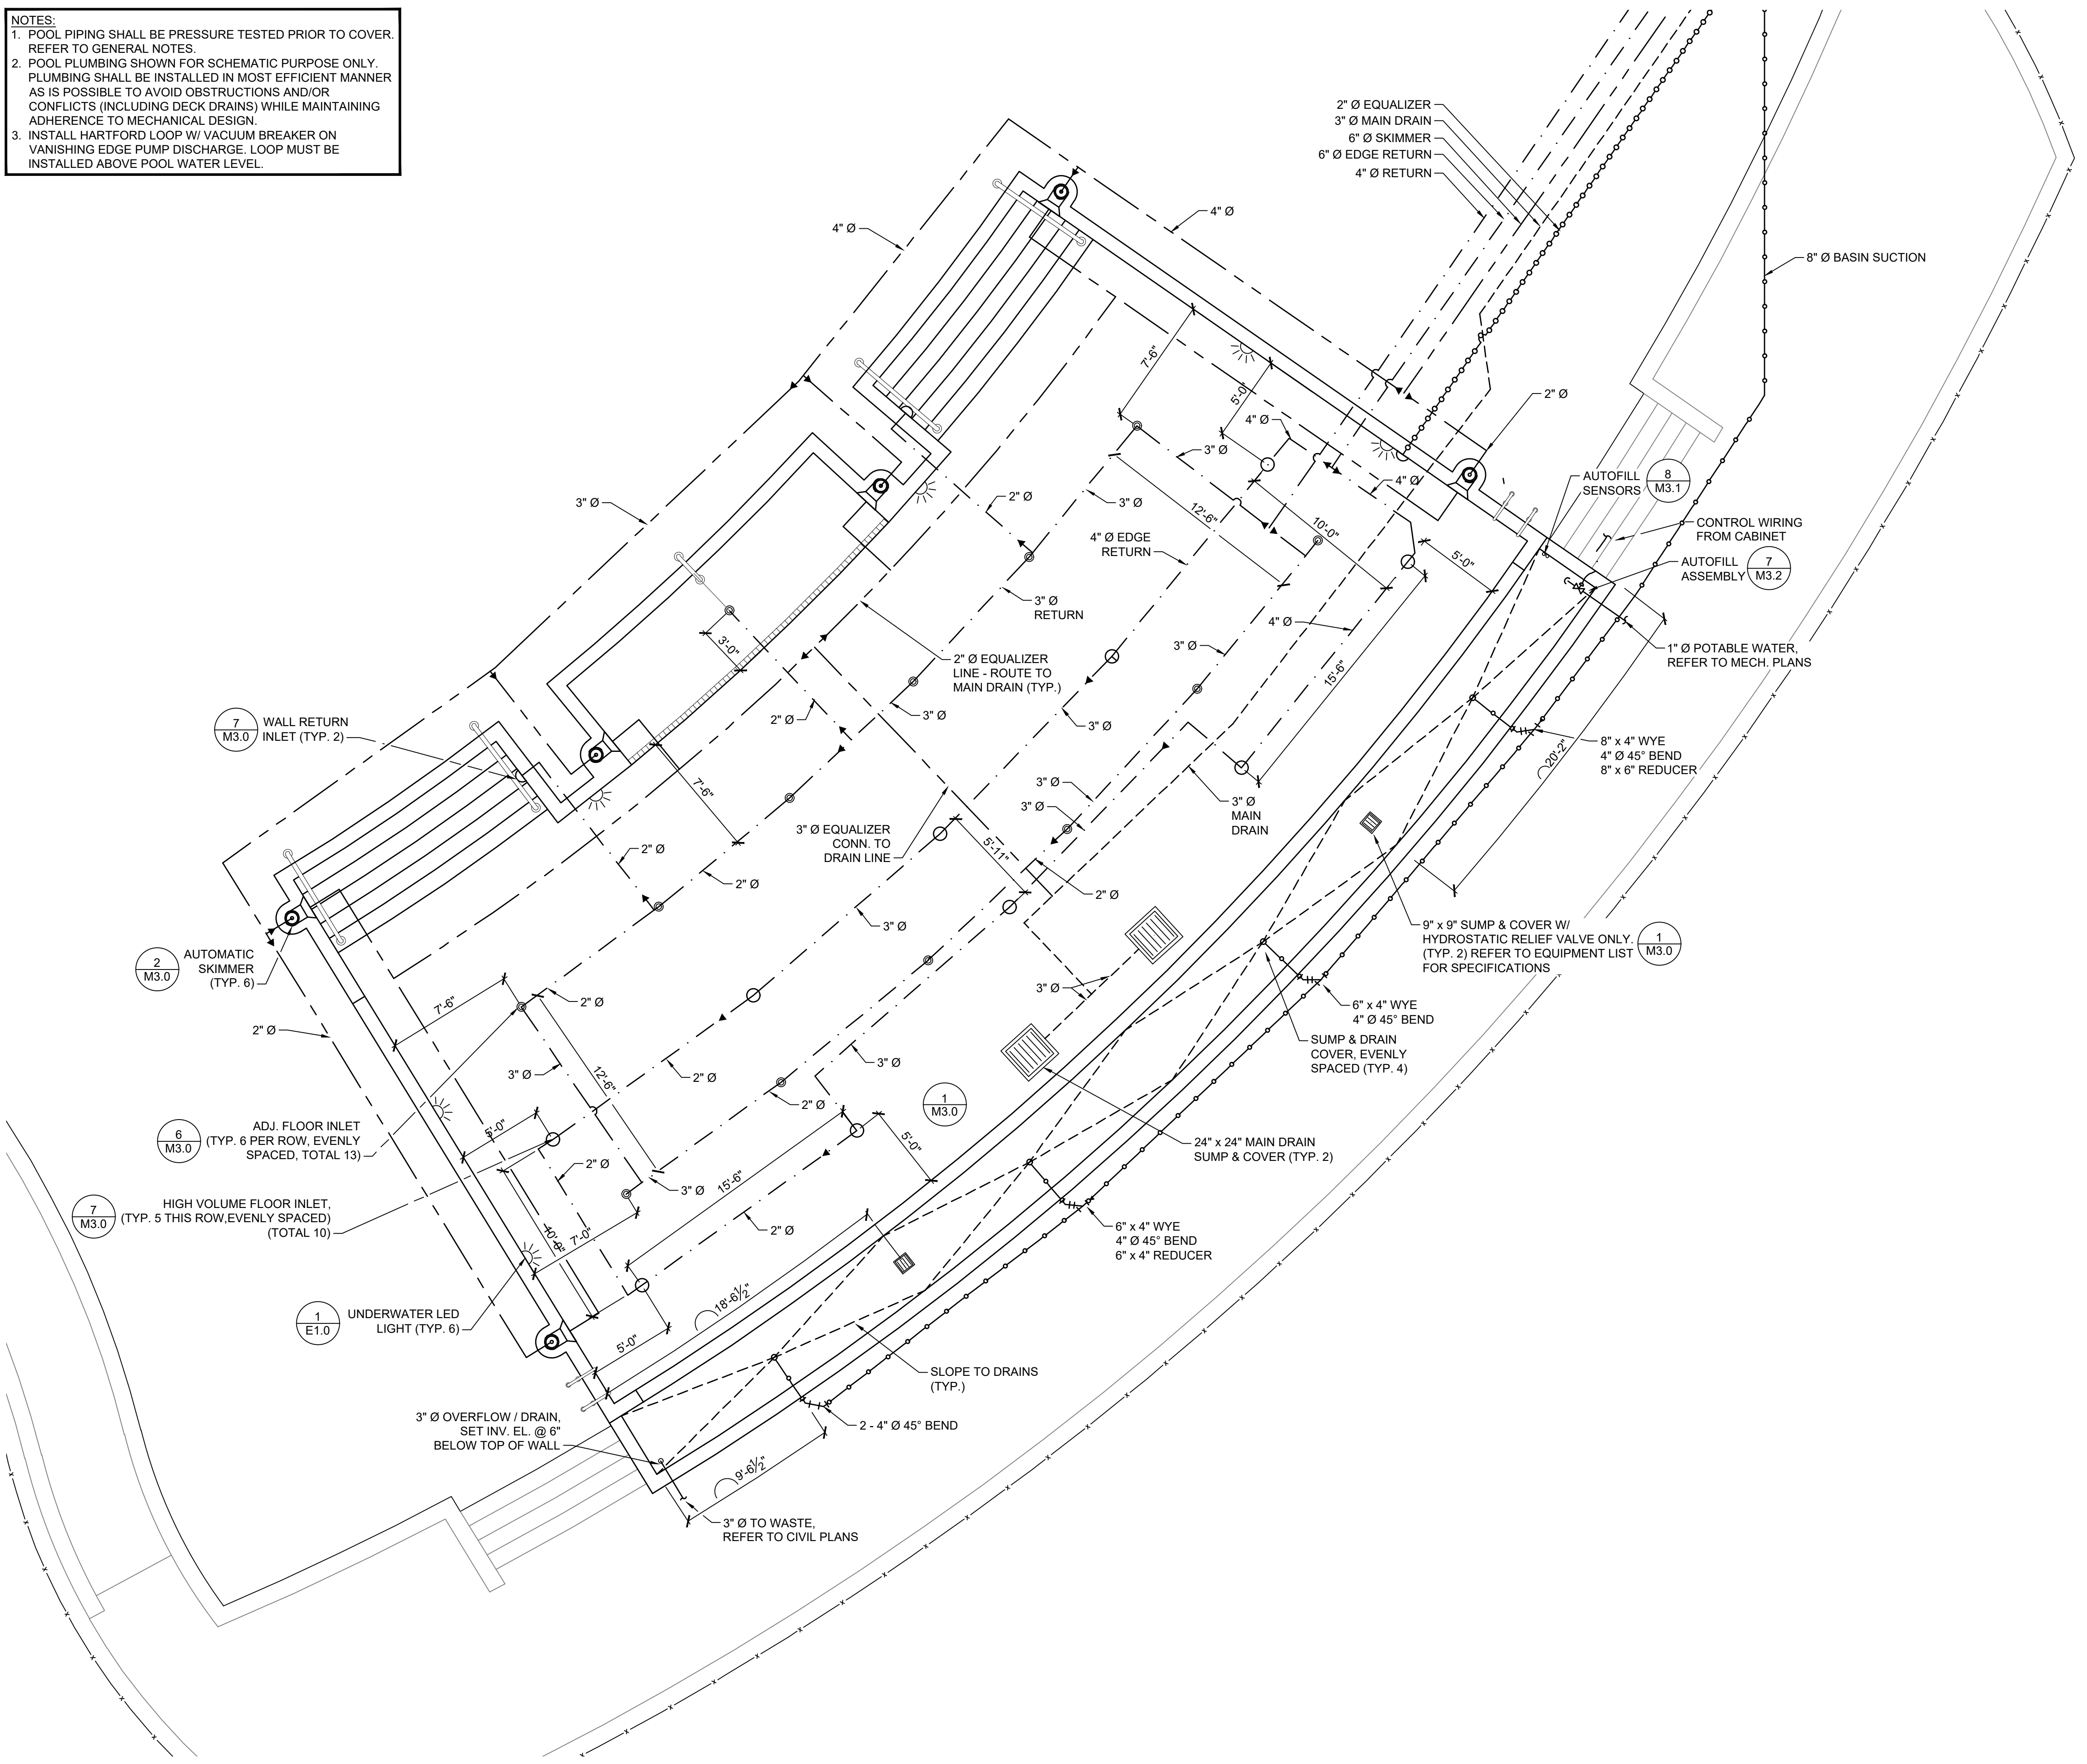 NOTES:
1. POOL PIPING SHALL BE PRESSURE TESTED PRIOR TO COVER.
REFER TO GENERAL NOTES.
2. POOL PLUMBING SHOWN FOR SCHEMATIC PURPOSE ONLY.
PLUMBING SHALL BE INSTALLED IN MOST EFFICIENT MANNER
AS IS POSSIBLE TO AVOID OBSTRUCTIONS AND/OR
CONFLICTS (INCLUDING DECK DRAINS) WHILE MAINTAINING
ADHERENCE TO MECHANICAL DESIGN.
3. INSTALL HARTFORD LOOP W/ VACUUM BREAKER ON
VANISHING EDGE PUMP DISCHARGE. LOOP MUST BE
INSTALLED ABOVE POOL WATER LEVEL.
2" Ø EQUALIZER
3" Ø MAIN DRAIN
6" Ø SKIMMER
6" Ø EDGE RETURN
4" Ø RETURN
4" Ø
4" Ø
8" Ø BASIN SUCTION
7'-6"
5'-0"
2" Ø
4" Ø
3" Ø
4" Ø
AUTOFILL
SENSORS
8
M3.1
3" Ø
2" Ø
3" Ø
12'-6"
10'-0"
CONTROL WIRING
FROM CABINET
4" Ø EDGE
RETURN
5'-0"
AUTOFILL
ASSEMBLY
7
M3.2
3" Ø
RETURN
4" Ø
3'-0"
3" Ø
1" Ø POTABLE WATER,
REFER TO MECH. PLANS
2" Ø EQUALIZER
LINE - ROUTE TO
MAIN DRAIN (TYP.)
15'-6"
7
M3.0
WALL RETURN
INLET (TYP. 2)
2" Ø
3" Ø
3" Ø
8" x 4" WYE
4" Ø 45° BEND
8" x 6" REDUCER
20'-2"
7'-6"
3" Ø
3" Ø
3" Ø
MAIN
DRAIN
3" Ø EQUALIZER
CONN. TO
DRAIN LINE
2" Ø
5'-11"
2" Ø
2" Ø
3" Ø
9" x 9" SUMP & COVER W/
HYDROSTATIC RELIEF VALVE ONLY.
(TYP. 2) REFER TO EQUIPMENT LIST
FOR SPECIFICATIONS
1
M3.0
2
M3.0
AUTOMATIC
SKIMMER
(TYP. 6)
3" Ø
7'-6"
2" Ø
6" x 4" WYE
4" Ø 45° BEND
2" Ø
SUMP & DRAIN
COVER, EVENLY
SPACED (TYP. 4)
3" Ø
12'-6"
3" Ø
2" Ø
2" Ø
1
M3.0
6
M3.0
ADJ. FLOOR INLET
(TYP. 6 PER ROW, EVENLY
SPACED, TOTAL 13)
5'-0"
5'-0"
24" x 24" MAIN DRAIN
SUMP & COVER (TYP. 2)
2" Ø
3" Ø
15'-6"
7
M3.0
HIGH VOLUME FLOOR INLET,
(TYP. 5 THIS ROW,EVENLY SPACED)
(TOTAL 10)
10'-0"
7'-0"
2" Ø
6" x 4" WYE
4" Ø 45° BEND
6" x 4" REDUCER
18'-6½"
1
E1.0
UNDERWATER LED
LIGHT (TYP. 6)
5'-0"
SLOPE TO DRAINS
(TYP.)
3" Ø OVERFLOW / DRAIN,
SET INV. EL. @ 6"
BELOW TOP OF WALL
2 - 4" Ø 45° BEND
9'-6½"
3" Ø TO WASTE,
REFER TO CIVIL PLANS